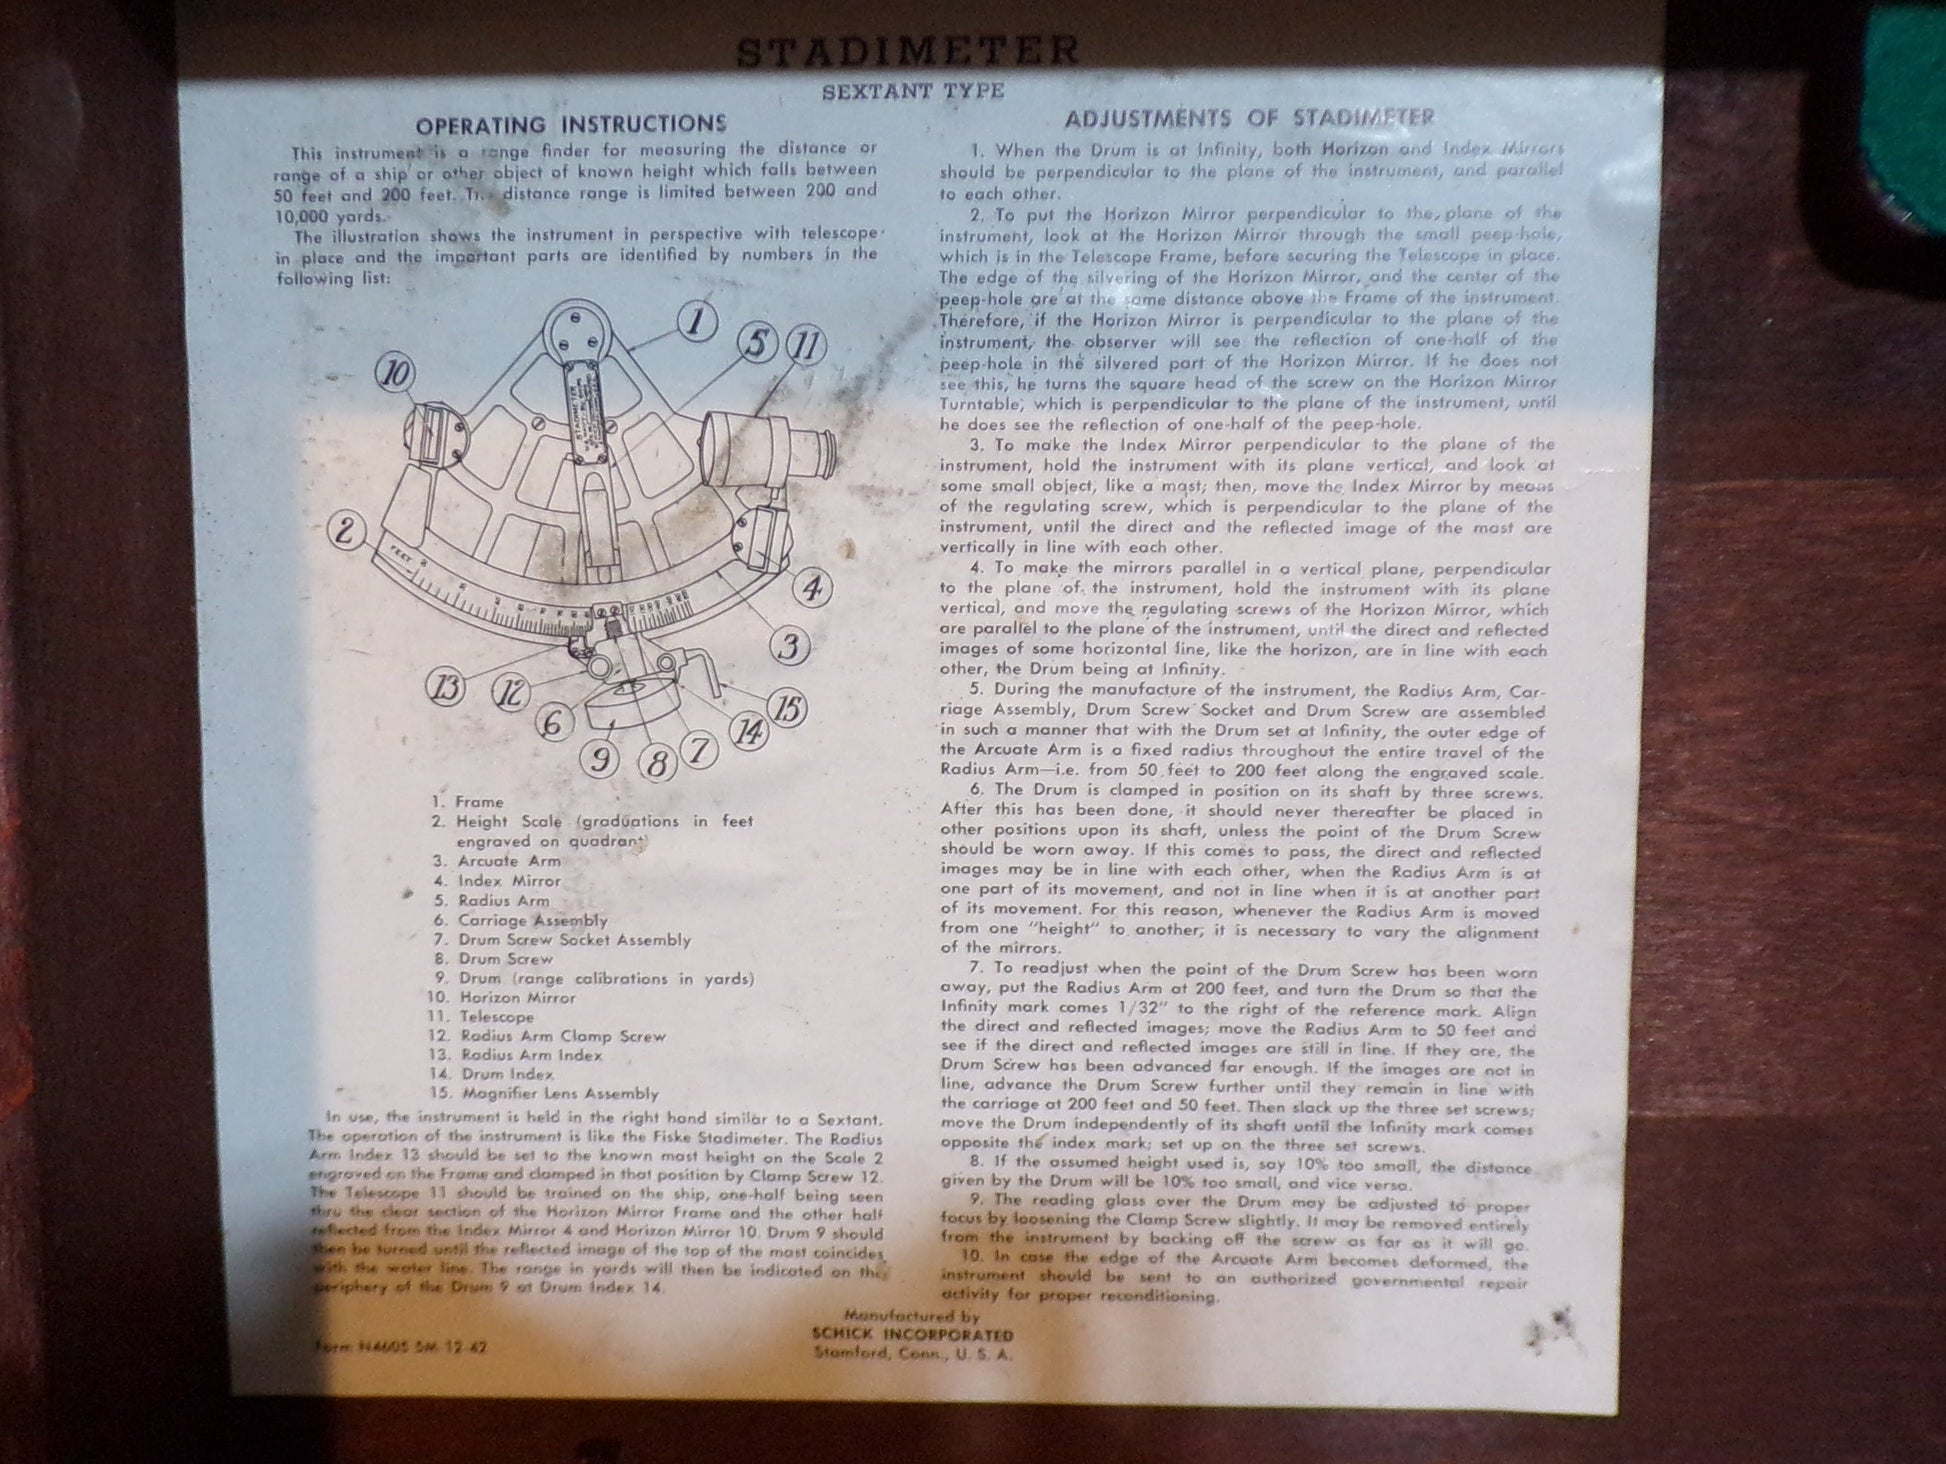 STADIMETER
SEXTANT TYPE
OPERATING INSTRUCTIONS
This instrument is a range finder for measuring the distance or
range of a ship or other object of known height which falls between
50 feet and 200 feet. The distance range is limited between 200 and
10,000 yards.
The illustration shows the instrument in perspective with telescope
in place and the important parts are identified by numbers in the
following list:
1
5
11
10
2
4
3
13
12
6
15
14
9
8
7
FEET
STADIMETER
1. Frame
2. Height Scale (graduations in feet
engraved on quadrant)
3. Arcuate Arm
4. Index Mirror
5. Radius Arm
6. Carriage Assembly
7. Drum Screw Socket Assembly
8. Drum Screw
9. Drum (range calibrations in yards)
10. Horizon Mirror
11. Telescope
12. Radius Arm Clamp Screw
13. Radius Arm Index
14. Drum Index
15. Magnifier Lens Assembly
In use, the instrument is held in the right hand similar to a Sextant.
The operation of the instrument is like the Fiske Stadimeter. The Radius
Arm Index 13 should be set to the known mast height on the Scale 2
engraved on the Frame and clamped in that position by Clamp Screw 12.
The Telescope 11 should be trained on the ship, one-half being seen
thru the clear section of the Horizon Mirror Frame and the other half
reflected from the Index Mirror 4 and Horizon Mirror 10. Drum 9 should
then be turned until the reflected image of the top of the mast coincides
with the water line. The range in yards will then be indicated on the
periphery of the Drum 9 at Drum Index 14.
Form N4605 5M-12-42
Manufactured by
SCHICK INCORPORATED
Stamford, Conn., U. S. A.
ADJUSTMENTS OF STADIMETER
1. When the Drum is at Infinity, both Horizon and Index Mirrors
should be perpendicular to the plane of the instrument, and parallel
to each other.
2. To put the Horizon Mirror perpendicular to the plane of the
instrument, look at the Horizon Mirror through the small peep-hole,
which is in the Telescope Frame, before securing the Telescope in place.
The edge of the silvering of the Horizon Mirror, and the center of the
peep-hole are at the same distance above the Frame of the instrument.
Therefore, if the Horizon Mirror is perpendicular to the plane of the
instrument, the observer will see the reflection of one-half of the
peep-hole in the silvered part of the Horizon Mirror. If he does not
see this, he turns the square head of the screw on the Horizon Mirror
Turntable, which is perpendicular to the plane of the instrument, until
he does see the reflection of one-half of the peep-hole.
3. To make the Index Mirror perpendicular to the plane of the
instrument, hold the instrument with its plane vertical, and look at
some small object, like a mast; then, move the Index Mirror by means
of the regulating screw, which is perpendicular to the plane of the
instrument, until the direct and the reflected image of the mast are
vertically in line with each other.
4. To make the mirrors parallel in a vertical plane, perpendicular
to the plane of the instrument, hold the instrument with its plane
vertical, and move the regulating screws of the Horizon Mirror, which
are parallel to the plane of the instrument, until the direct and reflected
images of some horizontal line, like the horizon, are in line with each
other, the Drum being at Infinity.
5. During the manufacture of the instrument, the Radius Arm, Car-
riage Assembly, Drum Screw Socket and Drum Screw are assembled
in such a manner that with the Drum set at Infinity, the outer edge of
the Arcuate Arm is a fixed radius throughout the entire travel of the
Radius Arm—i.e. from 50 feet to 200 feet along the engraved scale.
6. The Drum is clamped in position on its shaft by three screws.
After this has been done, it should never thereafter be placed in
other positions upon its shaft, unless the point of the Drum Screw
should be worn away. If this comes to pass, the direct and reflected
images may be in line with each other, when the Radius Arm is at
one part of its movement, and not in line when it is at another part
of its movement. For this reason, whenever the Radius Arm is moved
from one "height" to another, it is necessary to vary the alignment
of the mirrors.
7. To readjust when the point of the Drum Screw has been worn
away, put the Radius Arm at 200 feet, and turn the Drum so that the
Infinity mark comes 1/32" to the right of the reference mark. Align
the direct and reflected images; move the Radius Arm to 50 feet and
see if the direct and reflected images are still in line. If they are, the
Drum Screw has been advanced far enough. If the images are not in
line, advance the Drum Screw further until they remain in line with
the carriage at 200 feet and 50 feet. Then slack up the three set screws;
move the Drum independently of its shaft until the Infinity mark comes
opposite the index mark; set up on the three set screws.
8. If the assumed height used is, say 10% too small, the distance
given by the Drum will be 10% too small, and vice versa.
9. The reading glass over the Drum may be adjusted to proper
focus by loosening the Clamp Screw slightly. It may be removed entirely
from the instrument by backing off the screw as far as it will go.
10. In case the edge of the Arcuate Arm becomes deformed, the
instrument should be sent to an authorized governmental repair
activity for proper reconditioning.